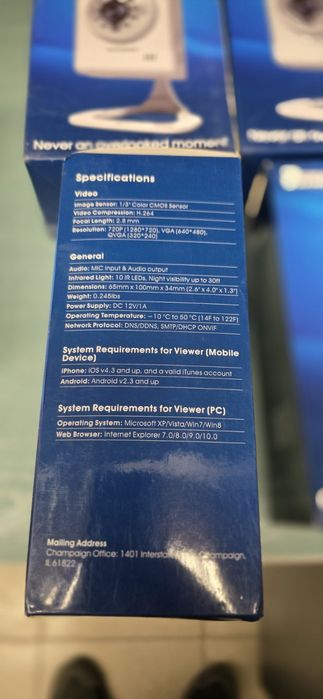 Never an overlooked moment
Specifications
Video
Image Sensor: 1/3" Color CMOS Sensor
Video Compression: H.264
Focal Length: 2.8 mm
Resolution: 720P (1280*720), VGA (640*480),
QVGA (320*240)
General
Audio: MIC input & Audio output
Infrared Light: 10 IR LEDs, Night visibility up to 30ft
Dimensions: 65mm x 100mm x 34mm (2.6"x 4.0"x 1.3")
Weight: 0.245lbs
Power Supply: DC 12V/1A
Operating Temperature: -10°C to 50°C (14F to 122F)
Network Protocol: DNS/DDNS, SMTP/DHCP ONVIF
System Requirements for Viewer (Mobile
Device)
iPhone: iOS v4.3 and up, and a valid iTunes account
Android: Android v2.3 and up
System Requirements for Viewer (PC)
Operating System: Microsoft XP/Vista/Win7/Win8
Web Browser: Internet Explorer 7.0/8.0/9.0/10.0
Mailing Address
Champaign Office: 1401 Interstate Champaign,
IL 61822